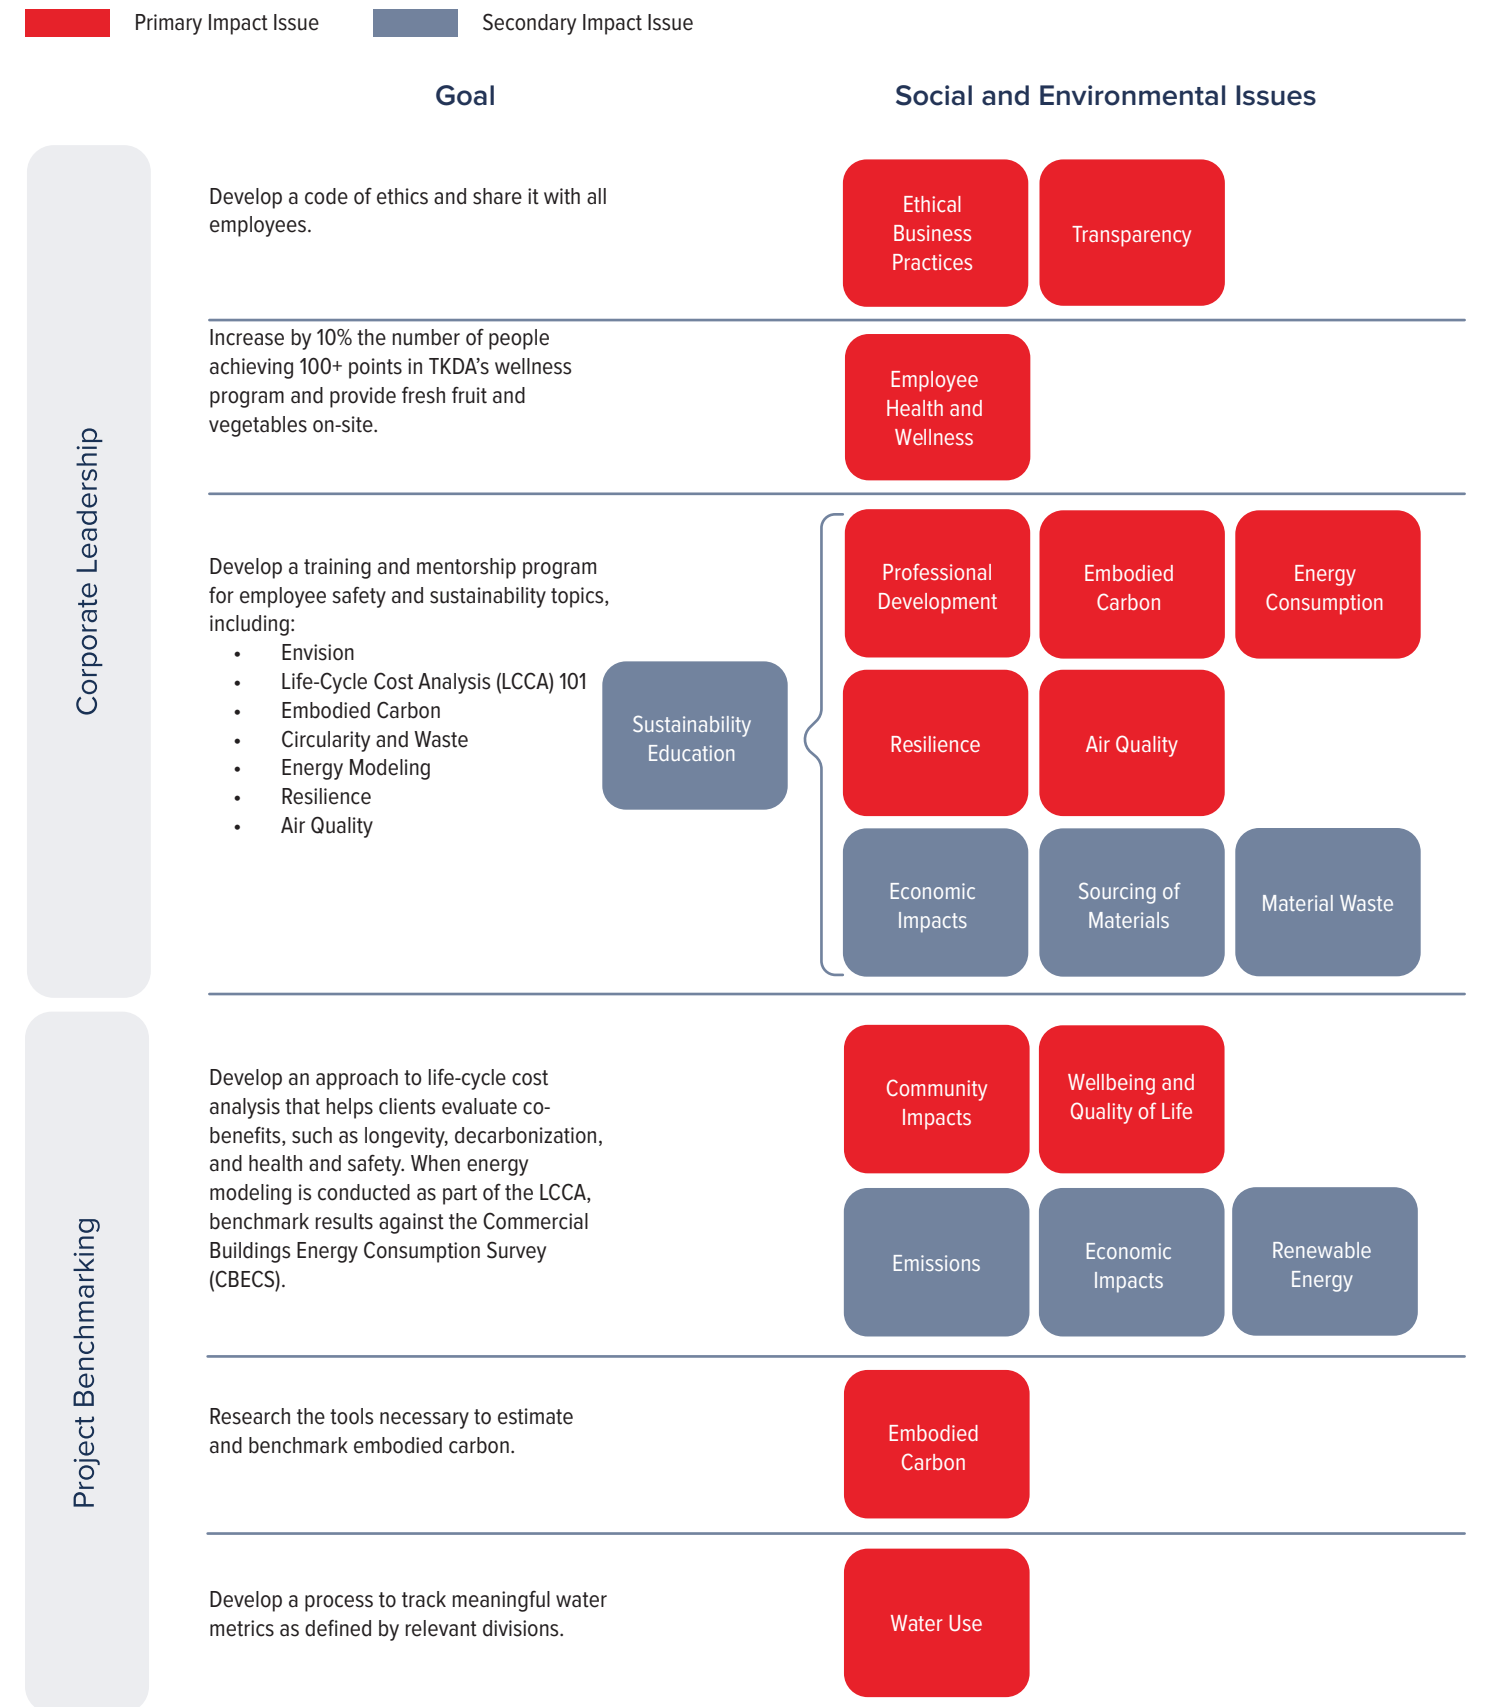 Primary Impact Issue
Secondary Impact Issue
Goal
Social and Environmental Issues
Corporate Leadership
Develop a code of ethics and share it with all
employees.
Ethical
Business
Practices
Transparency
Increase by 10% the number of people
achieving 100+ points in TKDA’s wellness
program and provide fresh fruit and
vegetables on-site.
Employee
Health and
Wellness
Develop a training and mentorship program
for employee safety and sustainability topics,
including:
• Envision
• Life-Cycle Cost Analysis (LCCA) 101
• Embodied Carbon
• Circularity and Waste
• Energy Modeling
• Resilience
• Air Quality
Sustainability
Education
Professional
Development
Embodied
Carbon
Energy
Consumption
Resilience
Air Quality
Economic
Impacts
Sourcing of
Materials
Material Waste
Project Benchmarking
Develop an approach to life-cycle cost
analysis that helps clients evaluate co-
benefits, such as longevity, decarbonization,
and health and safety. When energy
modeling is conducted as part of the LCCA,
benchmark results against the Commercial
Buildings Energy Consumption Survey
(CBECS).
Community
Impacts
Wellbeing and
Quality of Life
Emissions
Economic
Impacts
Renewable
Energy
Research the tools necessary to estimate
and benchmark embodied carbon.
Embodied
Carbon
Develop a process to track meaningful water
metrics as defined by relevant divisions.
Water Use